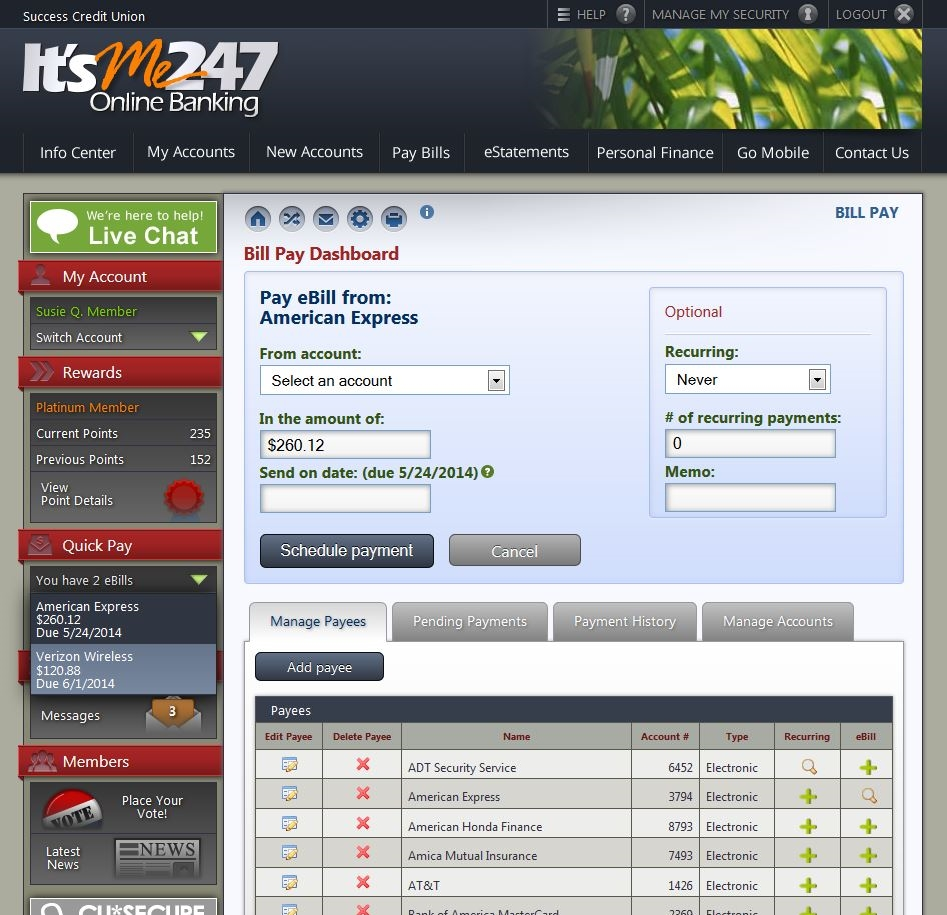 Success Credit Union
HELP
MANAGE MY SECURITY
LOGOUT
It's Me 247
Online Banking
Info Center
My Accounts
New Accounts
Pay Bills
eStatements
Personal Finance
Go Mobile
Contact Us
We're here to help!
Live Chat
My Account
Susie Q. Member
Switch Account
Rewards
Platinum Member
Current Points 235
Previous Points 152
View
Point Details
Quick Pay
You have 2 eBills
American Express
$260.12
Due 5/24/2014
Verizon Wireless
$120.88
Due 6/1/2014
Messages 3
Members
Place Your
Vote!
VOTE
Latest
News
NEWS
CU*SECURE
BILL PAY
Bill Pay Dashboard
Pay eBill from:
American Express
From account:
Select an account
In the amount of:
$260.12
Send on date: (due 5/24/2014)
Optional
Recurring:
Never
# of recurring payments:
0
Memo:
Schedule payment
Cancel
Manage Payees
Pending Payments
Payment History
Manage Accounts
Add payee
Payees
Edit Payee Delete Payee Name Account # Type Recurring eBill
ADT Security Service 6452 Electronic
American Express 3794 Electronic
American Honda Finance 8793 Electronic
Amica Mutual Insurance 7493 Electronic
AT&T 1426 Electronic
Bank of America MasterCard 2369 Electronic